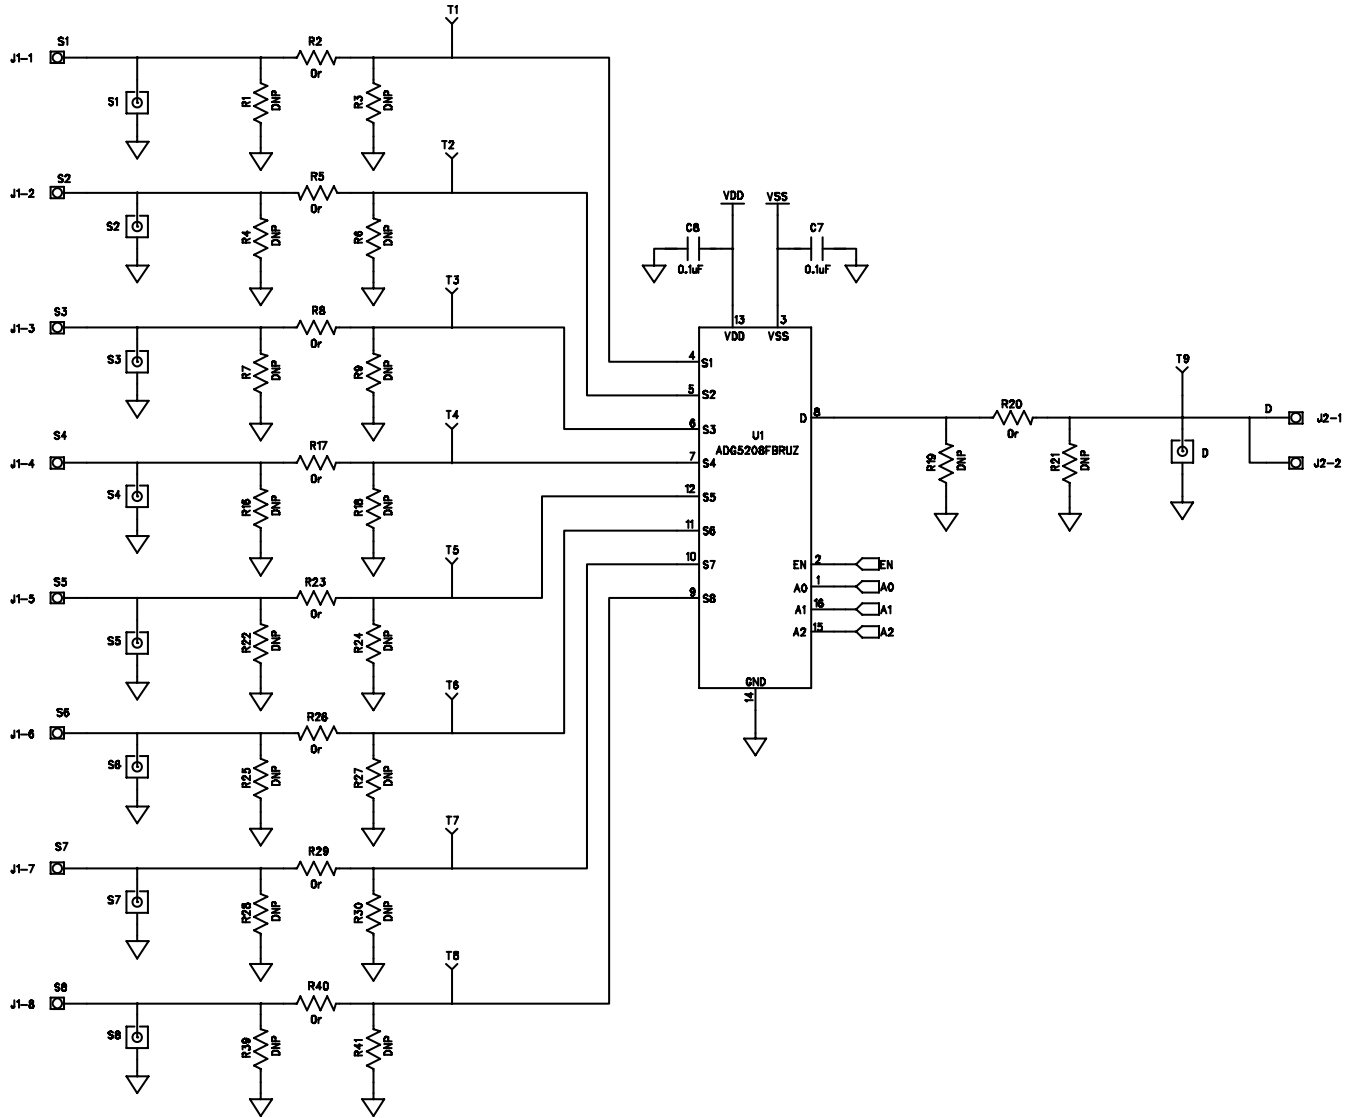 T1
S1
R2
J1-1
0r
S1
R1
DNP
R3
DNP
T2
S2
R5
J1-2
0r
S2
R4
DNP
R6
DNP
VDD
VSS
C6
C7
0.1uF
0.1uF
T3
S3
R8
J1-3
0r
S3
R7
DNP
R9
DNP
13
3
VDD
VSS
4
S1
5
S2
6
S3
7
S4
12
S5
11
S6
10
S7
9
S8
U1
ADG5208FBRUZ
D
8
EN
2
EN
A0
1
A0
A1
16
A1
A2
15
A2
GND
14
T4
S4
R17
J1-4
0r
S4
R16
DNP
R18
DNP
T9
R20
D
J2-1
0r
R19
DNP
R21
DNP
D
J2-2
T5
S5
R23
J1-5
0r
S5
R22
DNP
R24
DNP
T6
S6
R26
J1-6
0r
S6
R25
DNP
R27
DNP
T7
S7
R29
J1-7
0r
S7
R28
DNP
R30
DNP
T8
S8
R40
J1-8
0r
S8
R39
DNP
R41
DNP